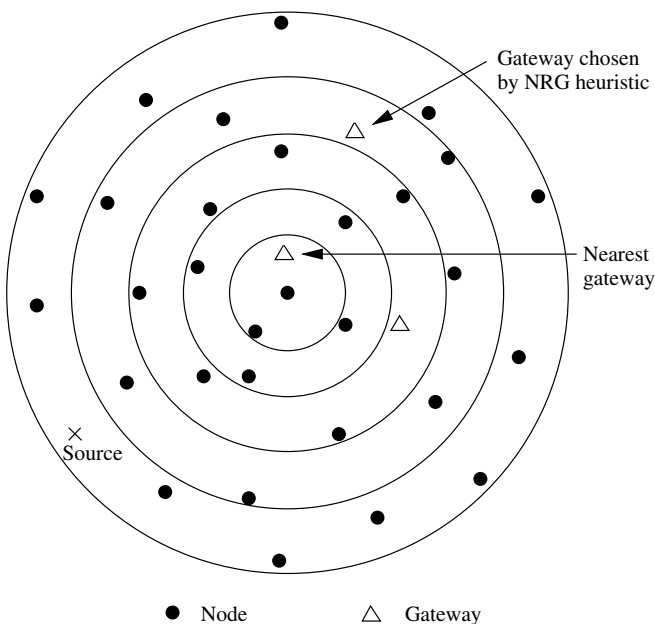 Gateway chosen
by NRG heuristic
Nearest
gateway
Source
Node
Gateway